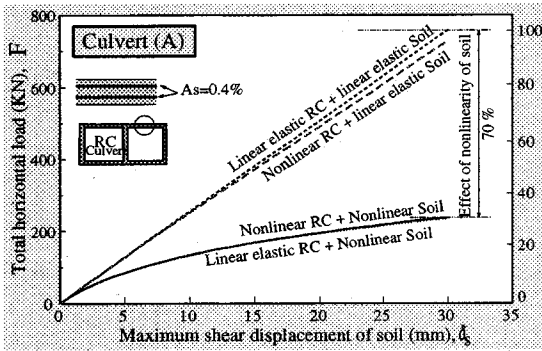 Culvert (A)
As=0.4%
RC
Culvert
Total horizontal load (KN), F
800
600
400
200
0
100
80
60
40
20
0
Linear elastic RC + linear elastic Soil
Nonlinear RC + linear elastic Soil
Nonlinear RC + Nonlinear Soil
Linear elastic RC + Nonlinear Soil
Effect of nonlinearity of soil
70 %
0
5
10
15
20
25
30
35
Maximum shear displacement of soil (mm), ds